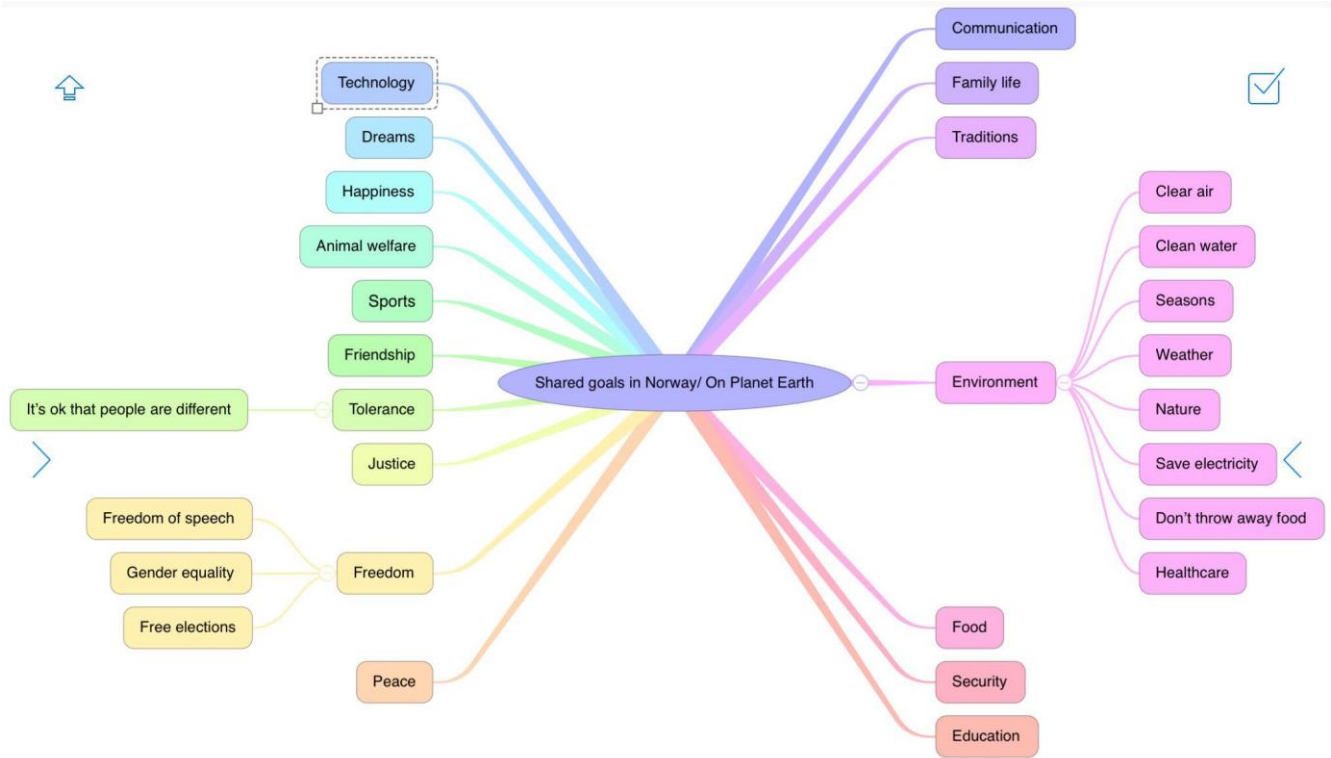 Shared goals in Norway/ On Planet Earth
Communication
Family life
Traditions
Environment
Clear air
Clean water
Seasons
Weather
Nature
Save electricity
Don't throw away food
Healthcare
Food
Security
Education
Technology
Dreams
Happiness
Animal welfare
Sports
Friendship
Tolerance
It's ok that people are different
Justice
Freedom
Freedom of speech
Gender equality
Free elections
Peace